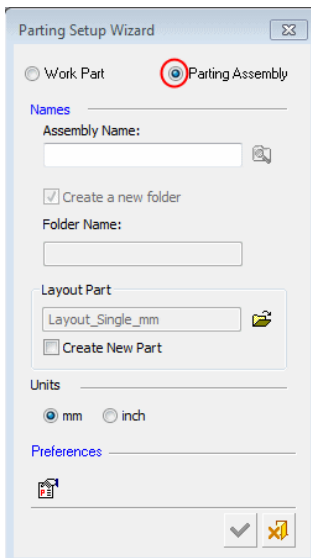 Parting Setup Wizard
Work Part Parting Assembly
Names
Assembly Name:
Create a new folder
Folder Name:
Layout Part
Layout_Single_mm
Create New Part
Units
mm inch
Preferences